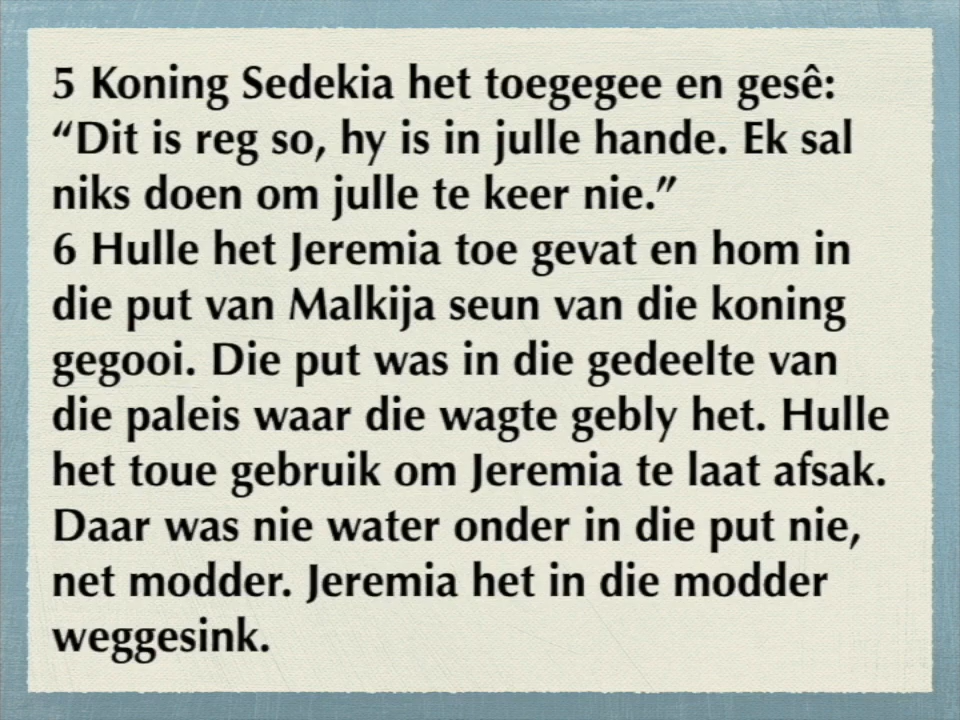 5 Koning Sedekia het toegegee en gesê:
“Dit is reg so, hy is in julle hande. Ek sal
niks doen om julle te keer nie.”
6 Hulle het Jeremia toe gevat en hom in
die put van Malkija seun van die koning
gegooi. Die put was in die gedeelte van
die paleis waar die wagte gebly het. Hulle
het toue gebruik om Jeremia te laat afsak.
Daar was nie water onder in die put nie,
net modder. Jeremia het in die modder
weggesink.